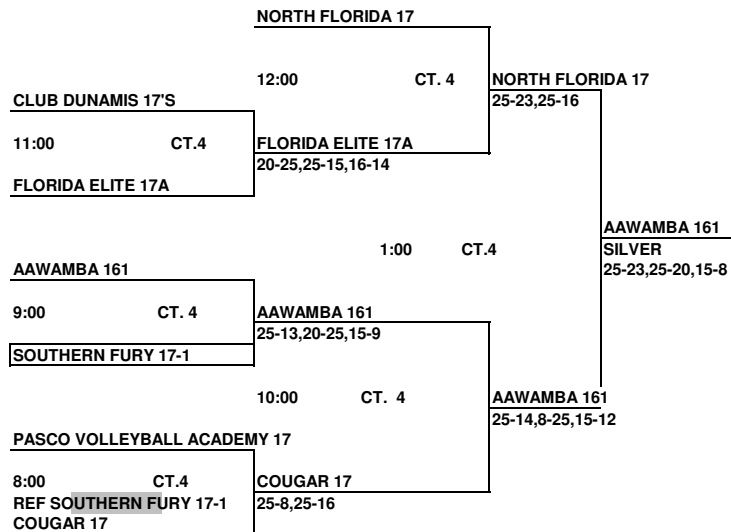 NORTH FLORIDA 17
12:00 CT. 4 NORTH FLORIDA 17
CLUB DUNAMIS 17'S 25-23,25-16
11:00 CT.4 FLORIDA ELITE 17A
20-25,25-15,16-14
FLORIDA ELITE 17A
AAWAMBA 161
1:00 CT.4 SILVER
AAWAMBA 161 25-23,25-20,15-8
9:00 CT. 4 AAWAMBA 161
25-13,20-25,15-9
SOUTHERN FURY 17-1
10:00 CT. 4 AAWAMBA 161
25-14,8-25,15-12
PASCO VOLLEYBALL ACADEMY 17
8:00 CT.4 COUGAR 17
REF SOUTHERN FURY 17-1 25-8,25-16
COUGAR 17